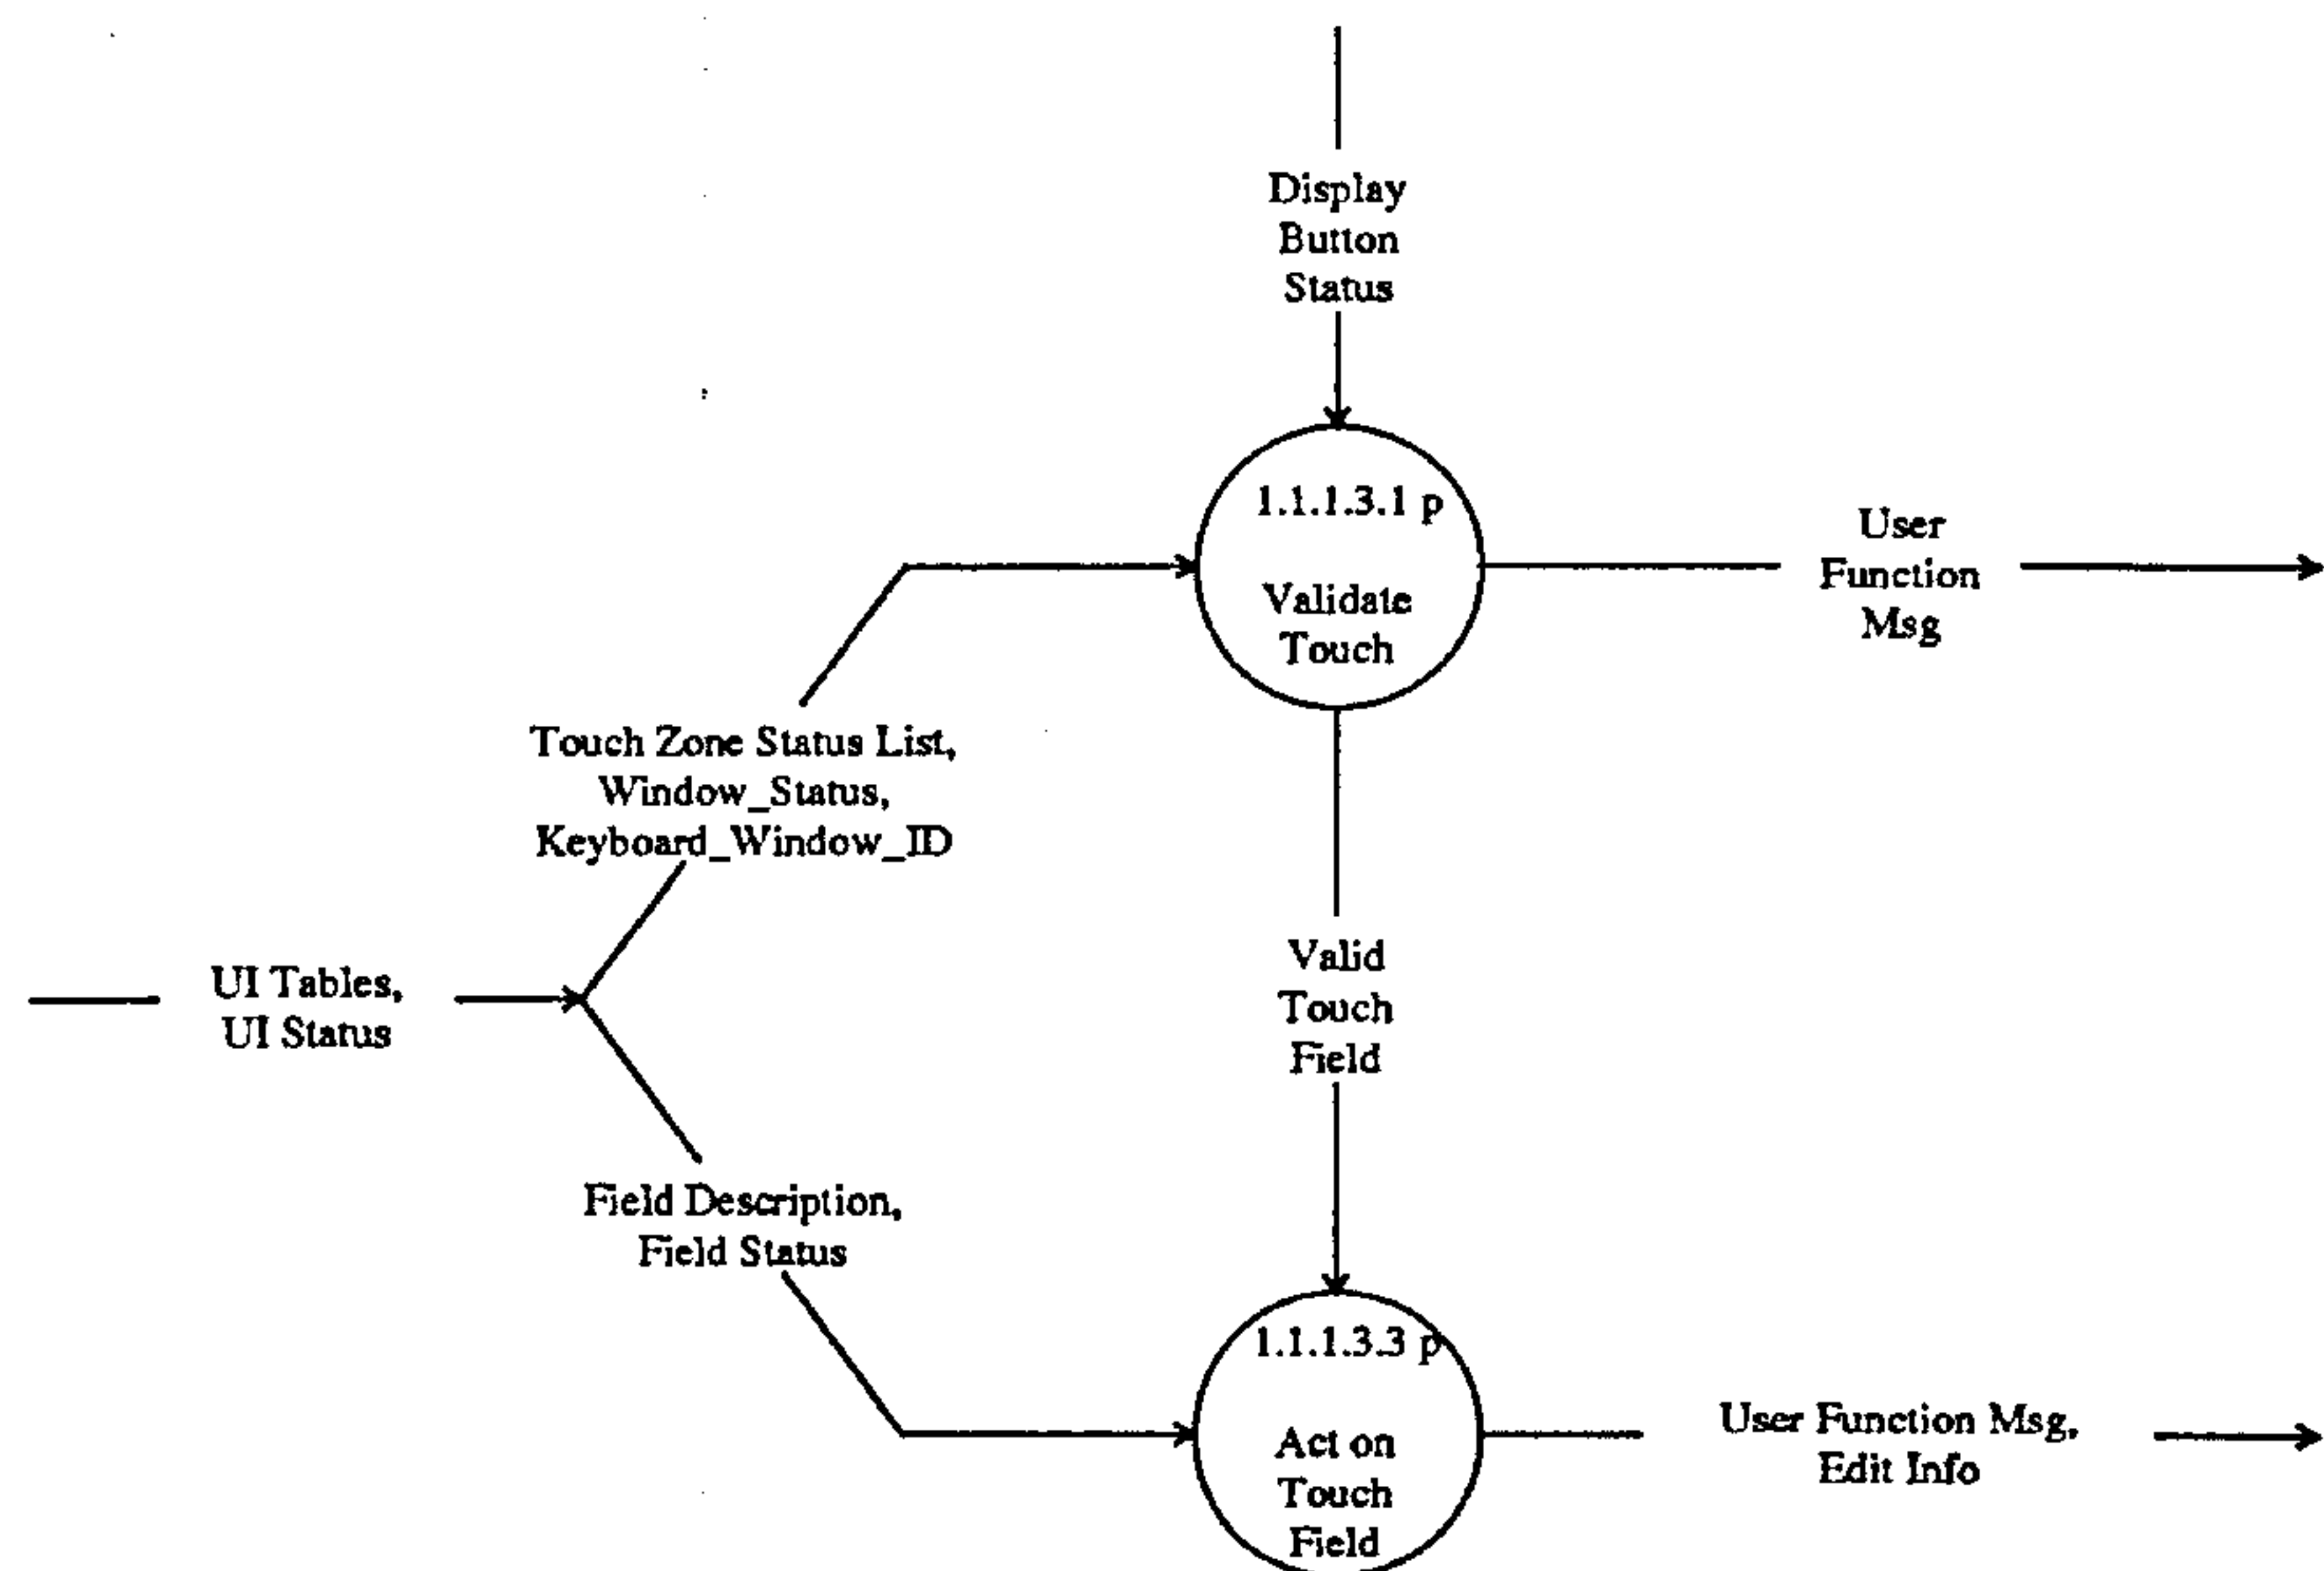 Display
Button
Status
1.1.1.3.1 p
Validate
Touch
User
Function
Msg
Touch Zone Status List,
Window_Status,
Keyboard_Window_ID
UI Tables,
UI Status
Valid
Touch
Field
Field Description,
Field Status
1.1.1.3.3 p
Act on
Touch
Field
User Function Msg,
Edit Info